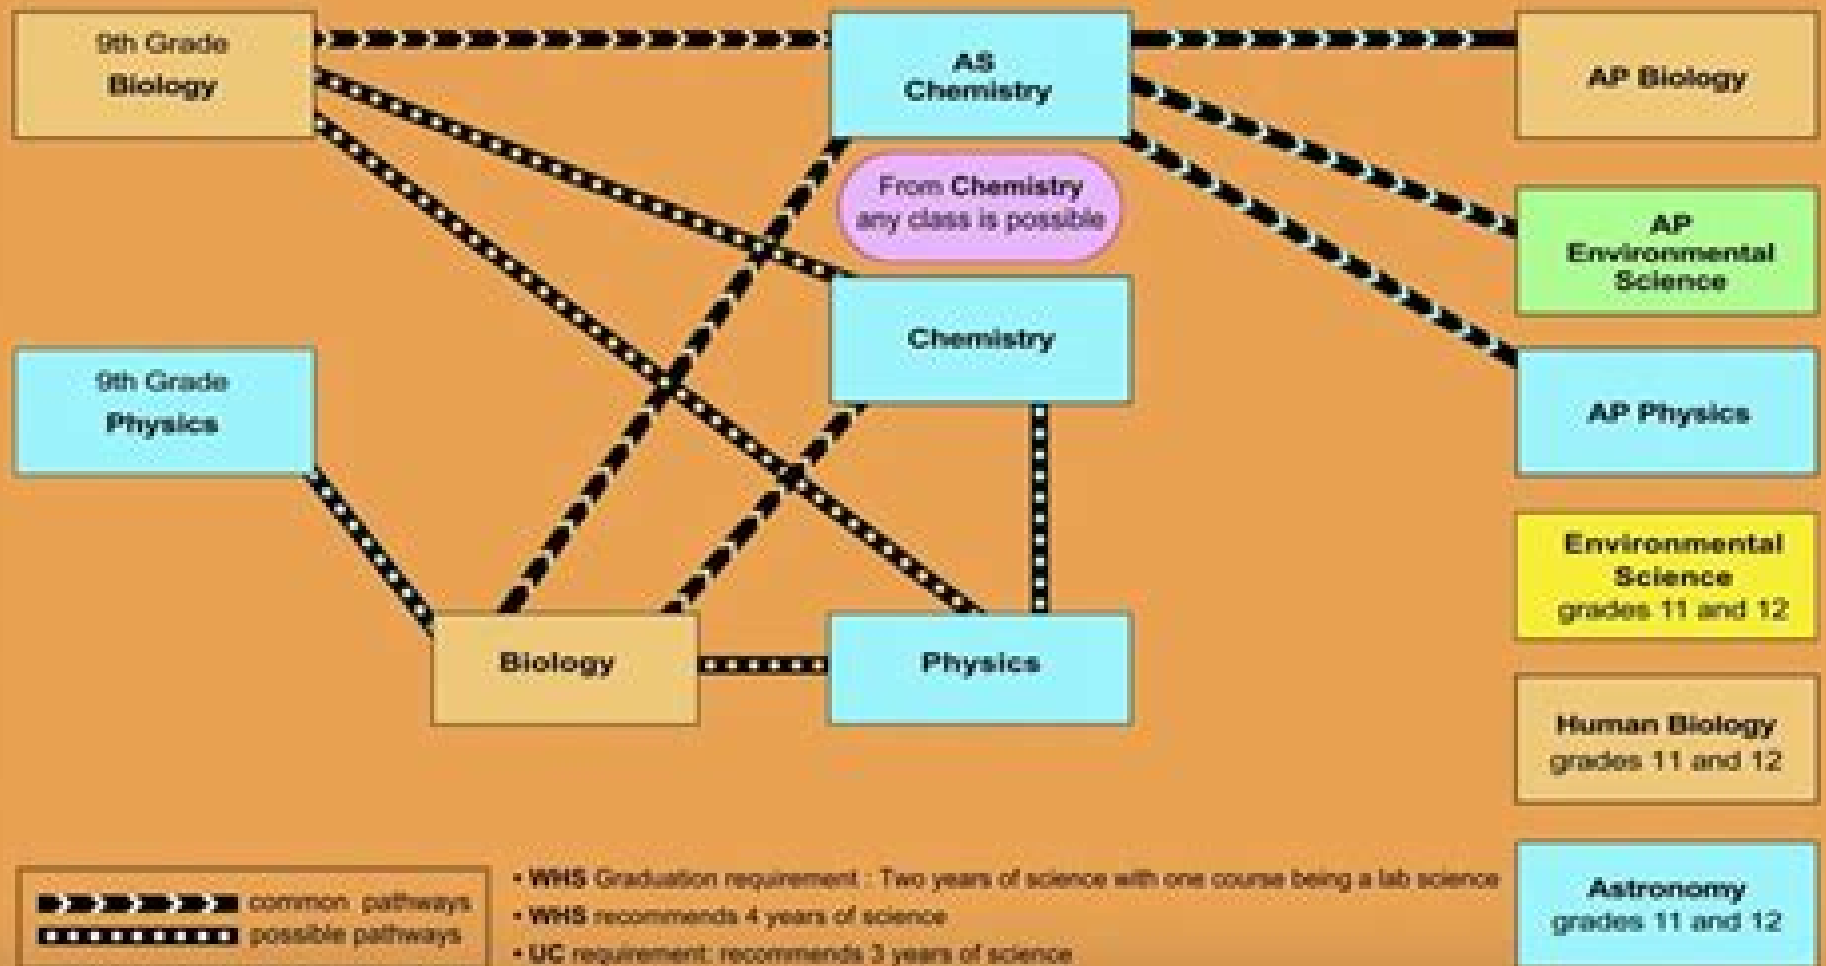 9th Grade
Biology
AS
Chemistry
AP Biology
From Chemistry
any class is possible
AP
Environmental
Science
Chemistry
9th Grade
Physics
AP Physics
Environmental
Science
grades 11 and 12
Biology
Physics
Human Biology
grades 11 and 12
Astronomy
grades 11 and 12
common pathways
possible pathways
• WHS Graduation requirement : Two years of science with one course being a lab science
• WHS recommends 4 years of science
• UC requirement: recommends 3 years of science